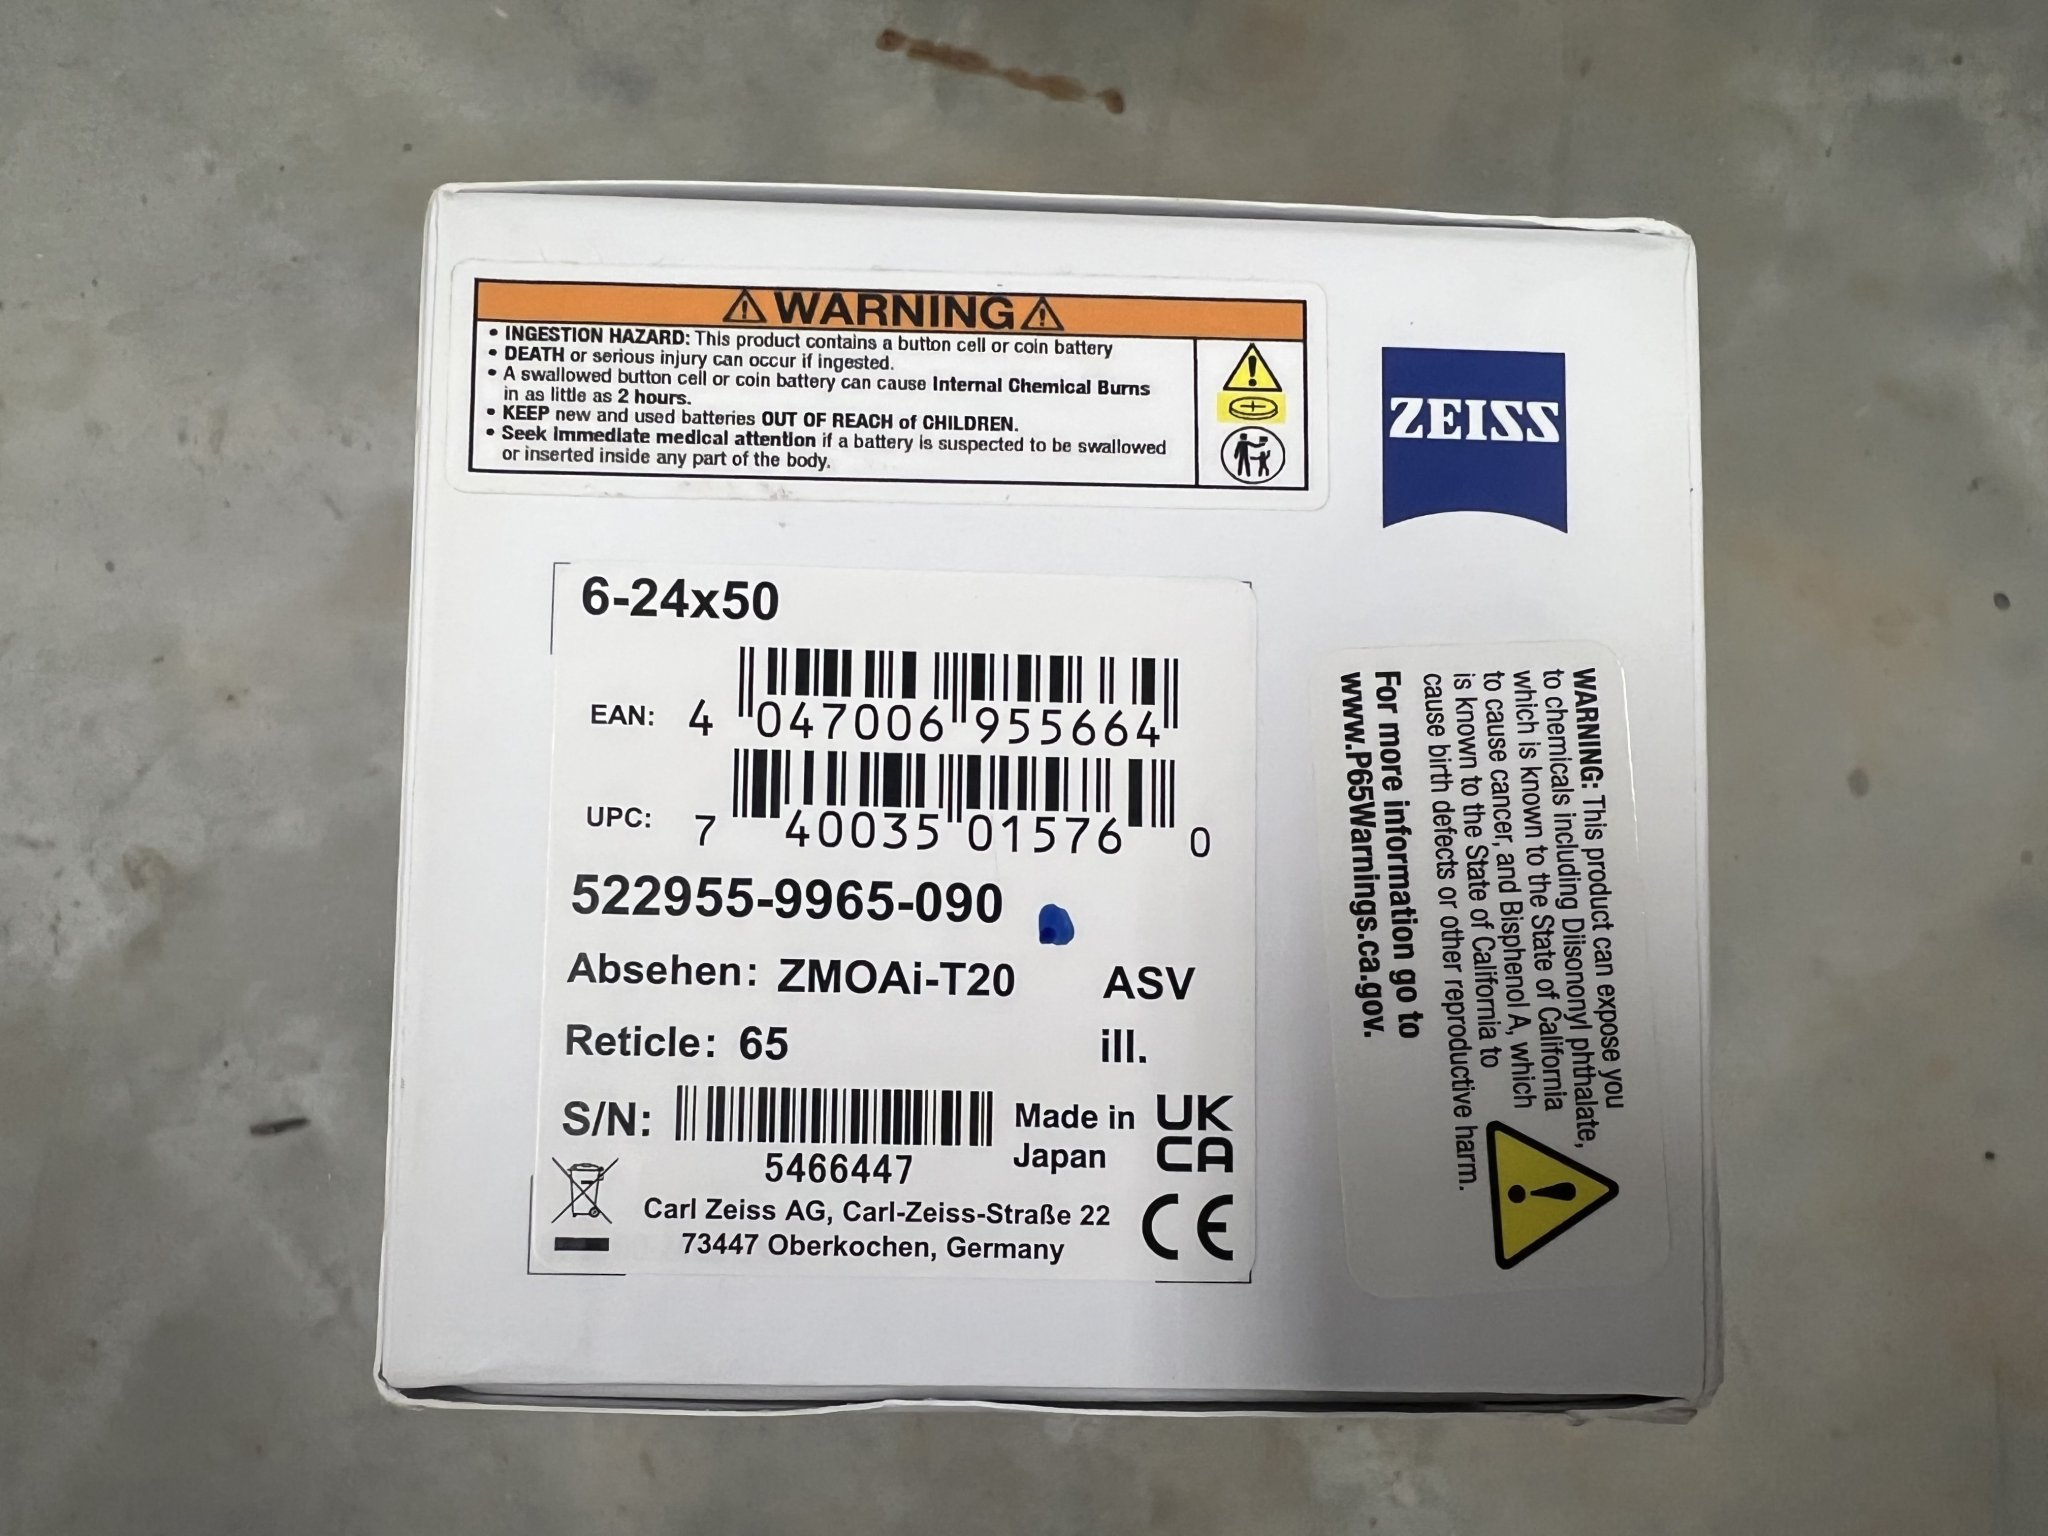 WARNING
• INGESTION HAZARD: This product contains a button cell or coin battery
• DEATH or serious injury can occur if ingested.
• A swallowed button cell or coin battery can cause Internal Chemical Burns
in as little as 2 hours.
• KEEP new and used batteries OUT OF REACH of CHILDREN.
• Seek Immediate medical attention if a battery is suspected to be swallowed
or inserted inside any part of the body.
ZEISS
6-24x50
EAN: 4 047006 955664
UPC: 7 40035 01576 0
522955-9965-090
Absehen: ZMOAi-T20 ASV
Reticle: 65 ill.
S/N: 5466447
Made in
Japan
UK
CA
Carl Zeiss AG, Carl-Zeiss-Straße 22
73447 Oberkochen, Germany
CE
WARNING: This product can expose you
to chemicals including Diisononyl phthalate,
which is known to the State of California
to cause cancer, and Bisphenol A, which
is known to the State of California to
cause birth defects or other reproductive harm.
For more information go to
www.P65Warnings.ca.gov.